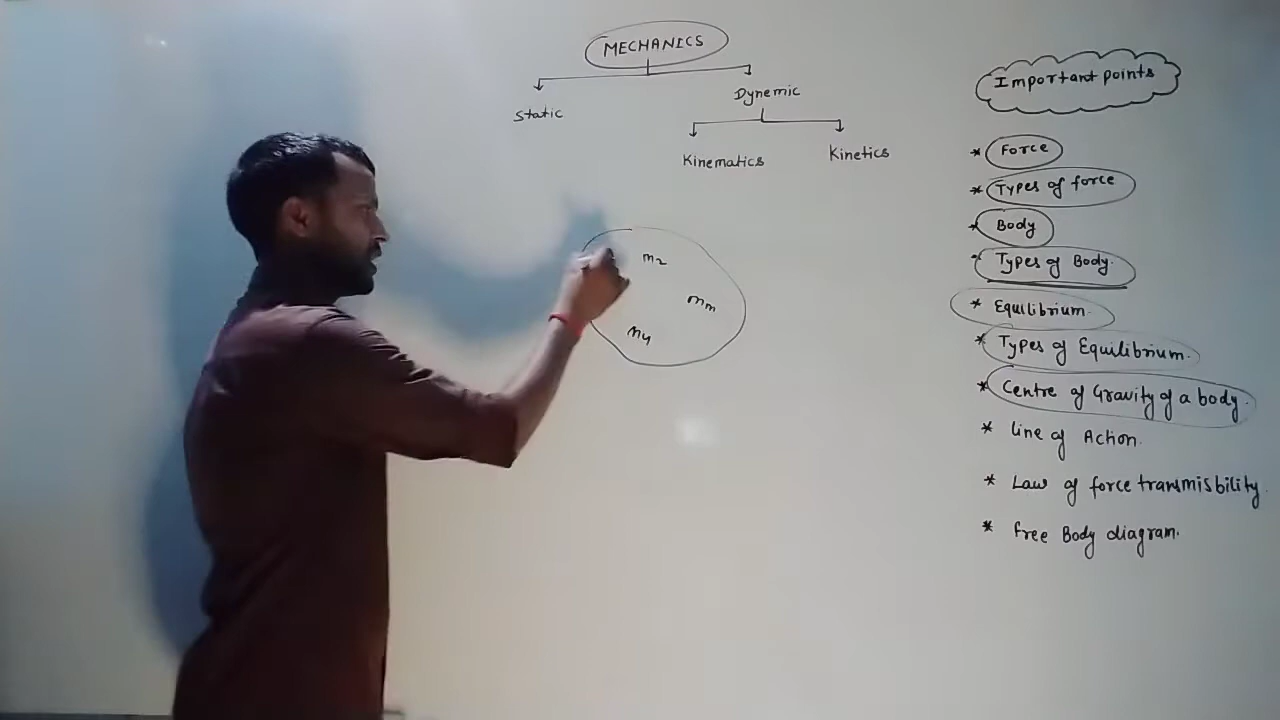 MECHANICS
Static
Dynemic
Kinematics
Kinetics
m2
mm
m4
Important points
* Force
* Types of force
* Body
* Types of Body.
* Equilibrium.
* Types of Equilibrium.
* Centre of Gravity of a body.
* Line of Action.
* Law of force transmisbility.
* free Body diagram.